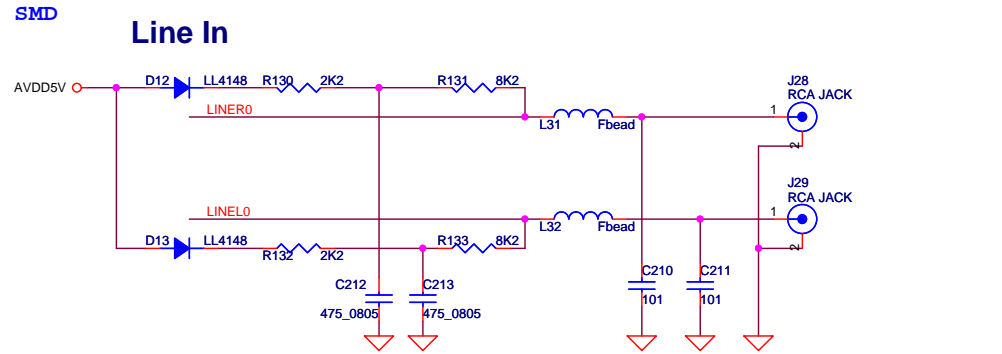 SMD
Line In
AVDD5V
D12 LL4148 R130 2K2 R131 8K2
LINER0
L31 Fbead
J28
RCA JACK
1
2
LINEL0
L32 Fbead
J29
RCA JACK
1
2
D13 LL4148 R132 2K2 R133 8K2
C212 C213
475_0805 475_0805
C210 C211
101 101